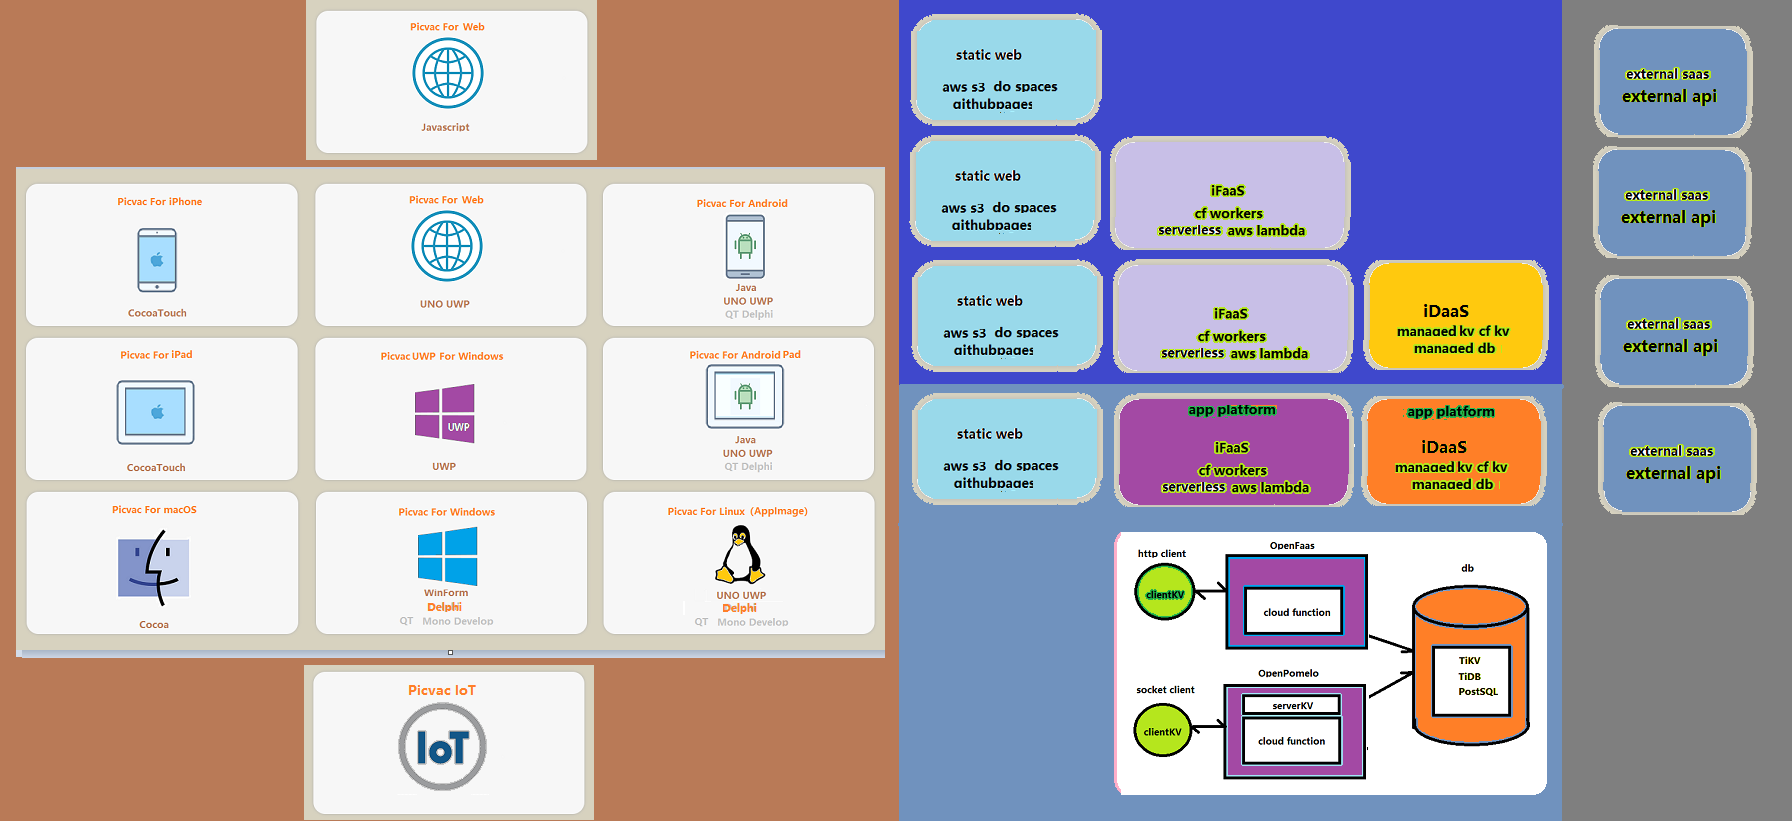 Picvac For Web
Javascript
Picvac For iPhone
CocoaTouch
Picvac For Web
UNO UWP
Picvac For Android
Java
UNO UWP
QT Delphi
Picvac For iPad
CocoaTouch
Picvac UWP For Windows
UWP
UWP
Picvac For Android Pad
Java
UNO UWP
QT Delphi
Picvac For macOS
Cocoa
Picvac For Windows
WinForm
Delphi
QT Mono Develop
Picvac For Linux (AppImage)
UNO UWP
Delphi
QT Mono Develop
Picvac IoT
IoT
static web
aws s3 do spaces
githubpages
static web
aws s3 do spaces
githubpages
iFaaS
cf workers
serverless aws lambda
static web
aws s3 do spaces
githubpages
iFaaS
cf workers
serverless aws lambda
iDaaS
managed kv cf kv
managed db
static web
aws s3 do spaces
githubpages
app platform
iFaaS
cf workers
serverless aws lambda
app platform
iDaaS
managed kv cf kv
managed db
http client
clientKV
OpenFaas
cloud function
socket client
clientKV
OpenPomelo
serverKV
cloud function
db
TiKV
TiDB
PostSQL
external saas
external api
external saas
external api
external saas
external api
external saas
external api